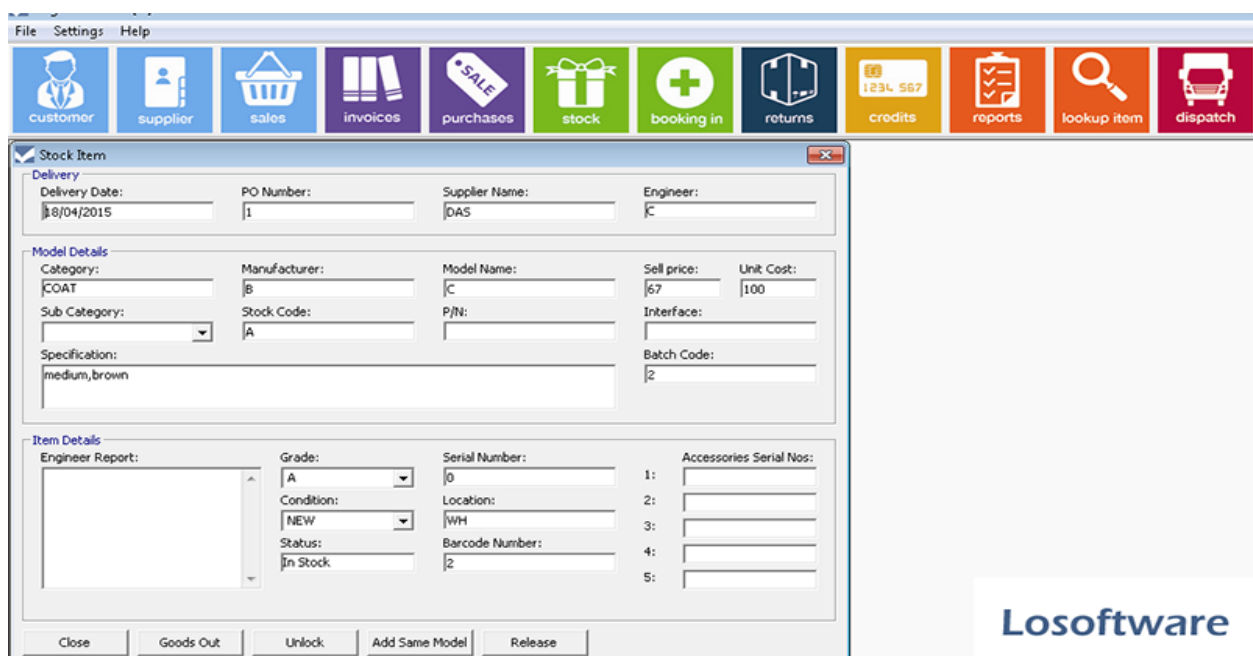 File Settings Help
customer supplier sales invoices SALE purchases stock booking in returns 1234 567 credits reports lookup item dispatch
Stock Item
Delivery
Delivery Date: PO Number: Supplier Name: Engineer:
18/04/2015 1 DAS C
Model Details
Category: Manufacturer: Model Name: Sell price: Unit Cost:
COAT B C 67 100
Sub Category: Stock Code: P/N: Interface:
A
Specification: Batch Code:
medium,brown 2
Item Details
Engineer Report: Grade: Serial Number: Accessories Serial Nos:
A 0 1:
Condition: Location: 2:
NEW WH 3:
Status: Barcode Number: 4:
In Stock 2 5:
Close Goods Out Unlock Add Same Model Release
Losoftware